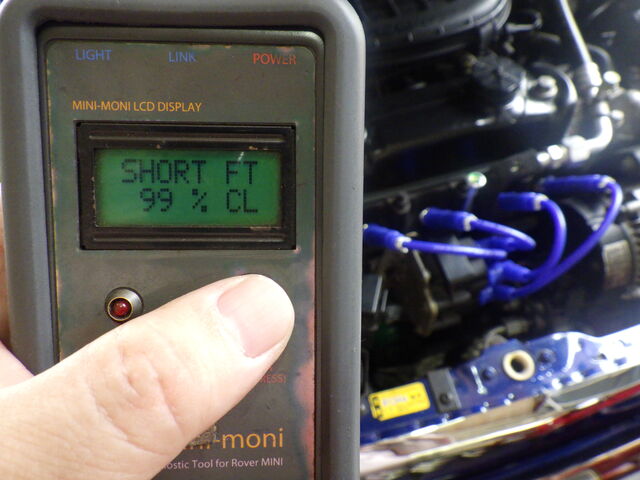 LIGHT LINK POWER
MINI-MONI LCD DISPLAY
SHORT FT
99 % CL
moni
Tool for Rover MINI